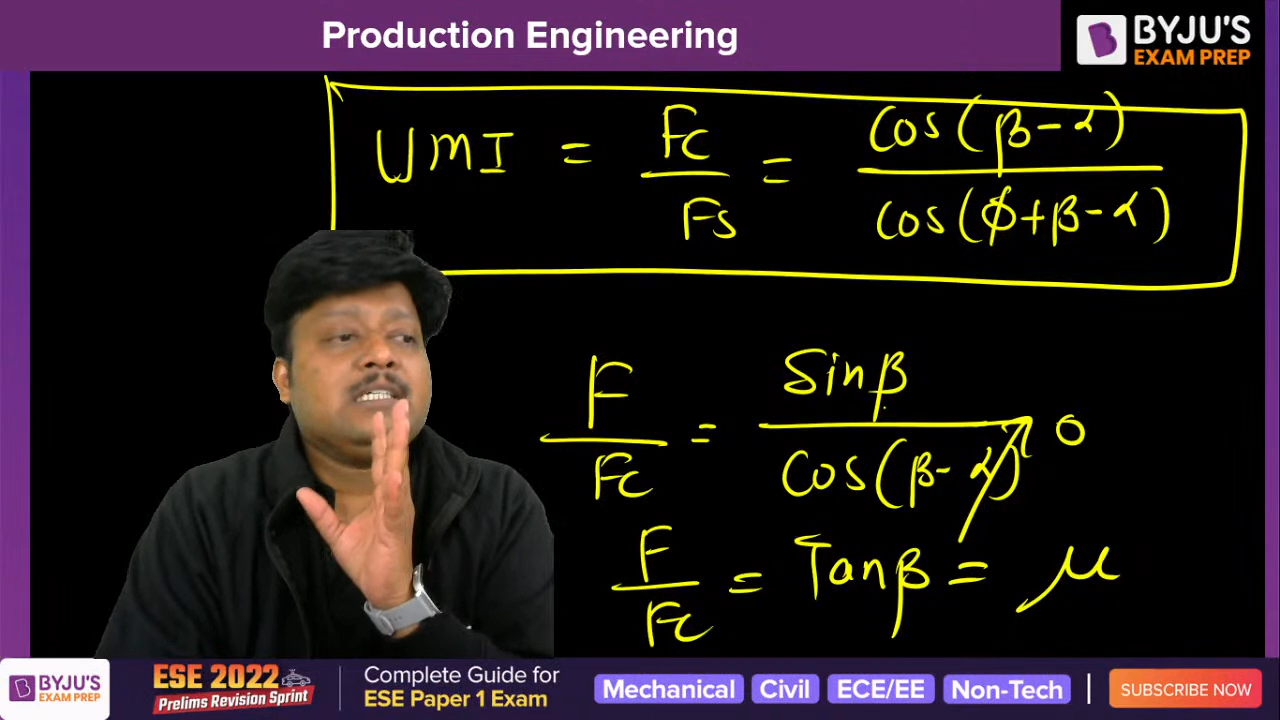 Production Engineering
BYJU'S
EXAM PREP
UMI = Fc/Fs = Cos(β-α)/Cos(ϕ+β-α)
F/Fc = Sinβ/Cos(β-α) 0
F/Fc = Tanβ = μ
BYJU'S
EXAM PREP
ESE 2022
Prelims Revision Sprint
Complete Guide for
ESE Paper 1 Exam
Mechanical Civil ECE/EE Non-Tech
SUBSCRIBE NOW